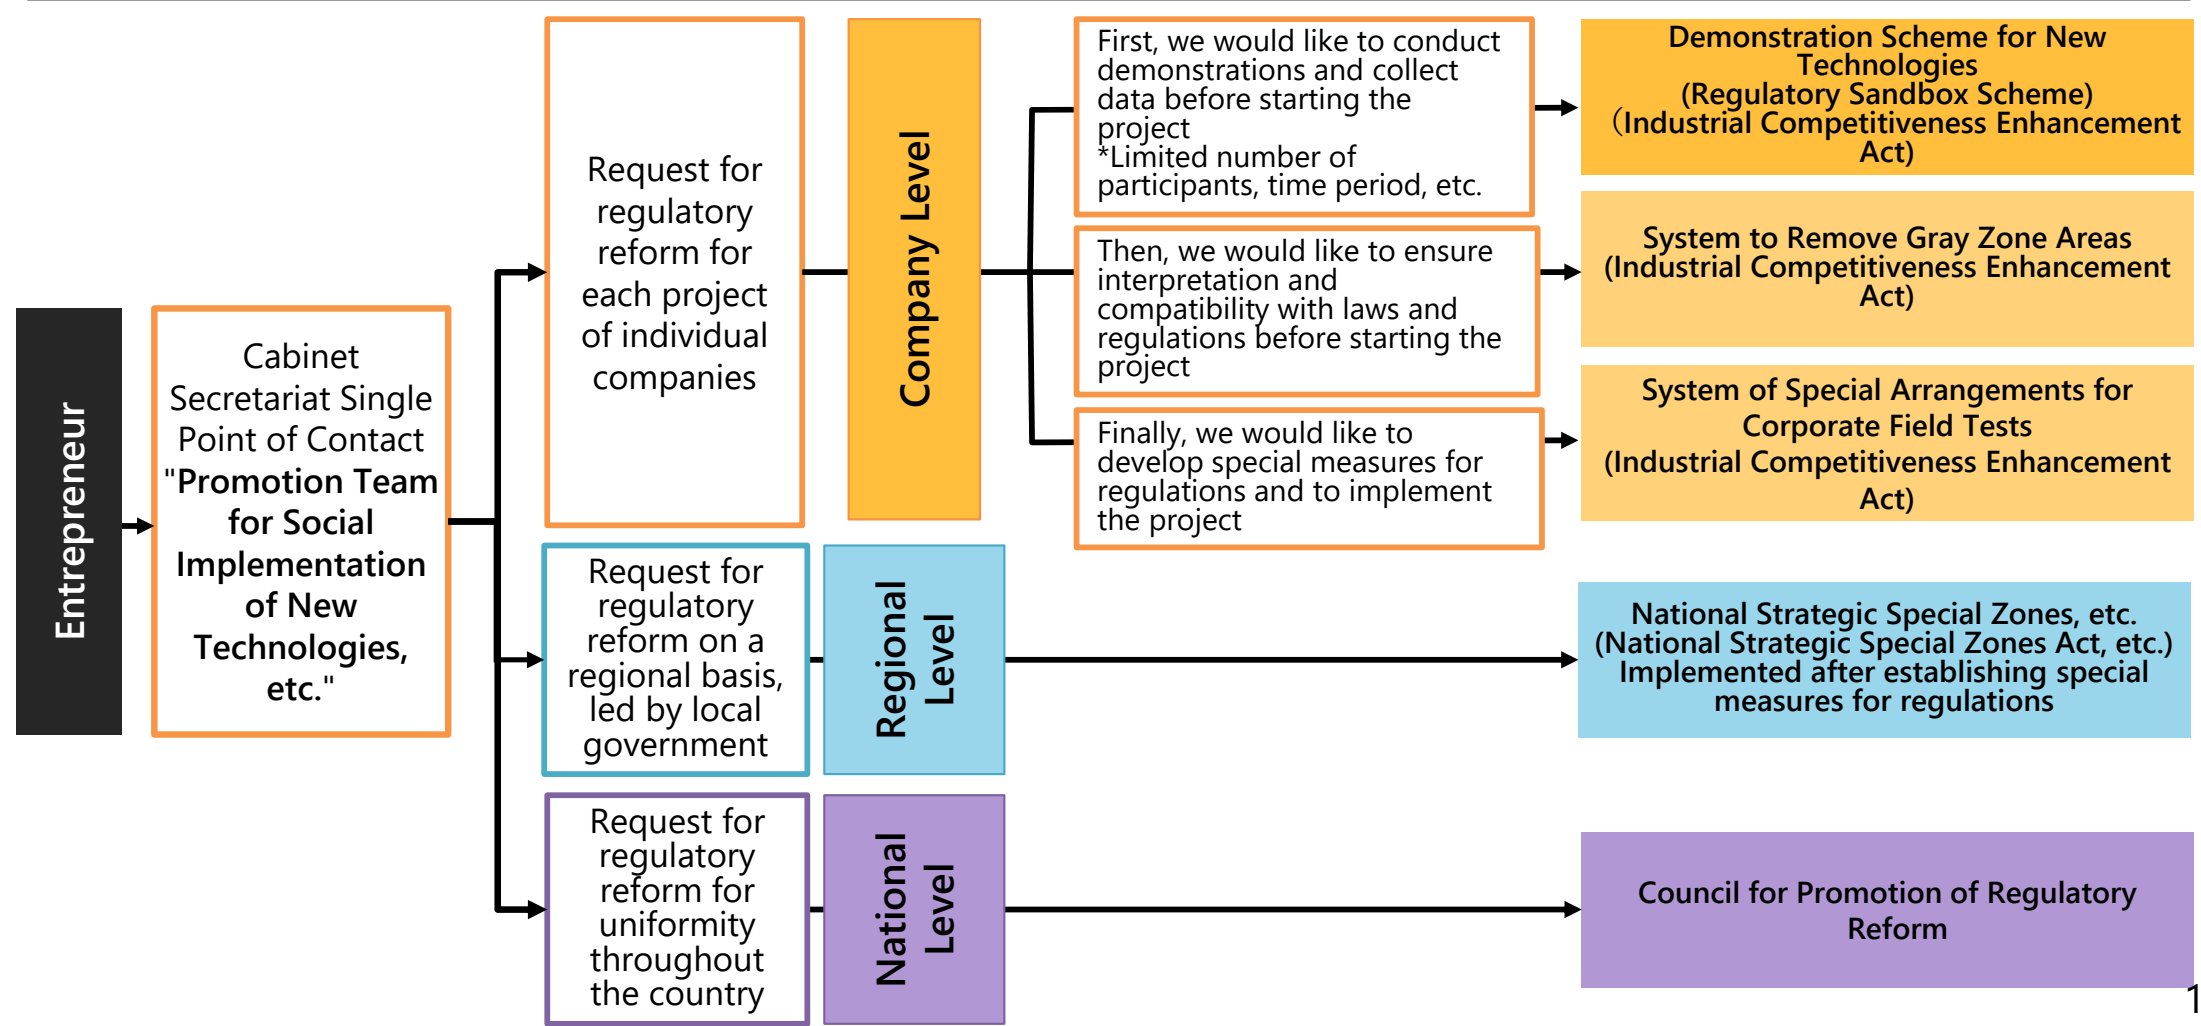 Entrepreneur
Cabinet
Secretariat Single
Point of Contact
"Promotion Team
for Social
Implementation
of New
Technologies,
etc."
Request for
regulatory
reform for
each project
of individual
companies
Company Level
First, we would like to conduct
demonstrations and collect
data before starting the
project
*Limited number of
participants, time period, etc.
Demonstration Scheme for New
Technologies
(Regulatory Sandbox Scheme)
（Industrial Competitiveness Enhancement
Act)
Then, we would like to ensure
interpretation and
compatibility with laws and
regulations before starting the
project
System to Remove Gray Zone Areas
(Industrial Competitiveness Enhancement
Act)
Finally, we would like to
develop special measures for
regulations and to implement
the project
System of Special Arrangements for
Corporate Field Tests
(Industrial Competitiveness Enhancement
Act)
Request for
regulatory
reform on a
regional basis,
led by local
government
Regional
Level
National Strategic Special Zones, etc.
(National Strategic Special Zones Act, etc.)
Implemented after establishing special
measures for regulations
Request for
regulatory
reform for
uniformity
throughout
the country
National
Level
Council for Promotion of Regulatory
Reform
1